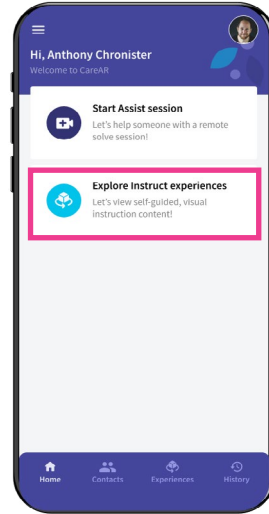 Hi, Anthony Chronister
Welcome to CareAR
Start Assist session
Let's help someone with a remote
solve session!
Explore Instruct experiences
Let's view self-guided, visual
instruction content!
Home Contacts Experiences History